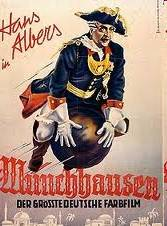 Hans Albers
in
Münchhausen
DER GRÖSSTE DEUTSCHE FARBFILM